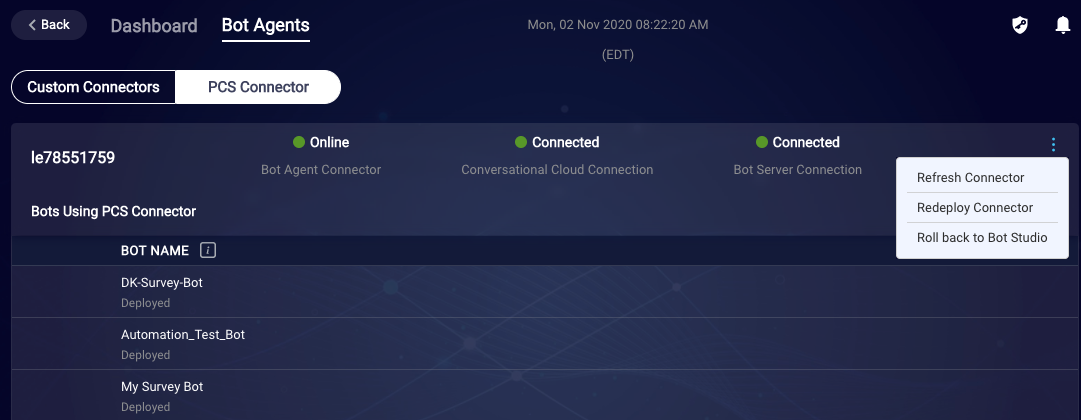 Back
Dashboard
Bot Agents
Mon, 02 Nov 2020 08:22:20 AM
(EDT)
Custom Connectors
PCS Connector
le78551759
Online
Bot Agent Connector
Connected
Conversational Cloud Connection
Connected
Bot Server Connection
Refresh Connector
Redeploy Connector
Roll back to Bot Studio
Bots Using PCS Connector
BOT NAME i
DK-Survey-Bot
Deployed
Automation_Test_Bot
Deployed
My Survey Bot
Deployed